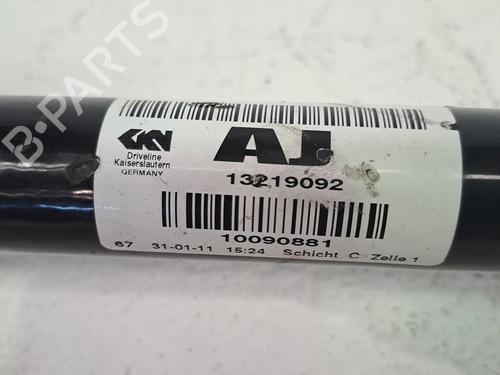 B-PARTS
GKN
Driveline
Kaiserslautern
GERMANY
AJ
13219092
10090881
67 31-01-11 15:24 Schicht C Zelle 1